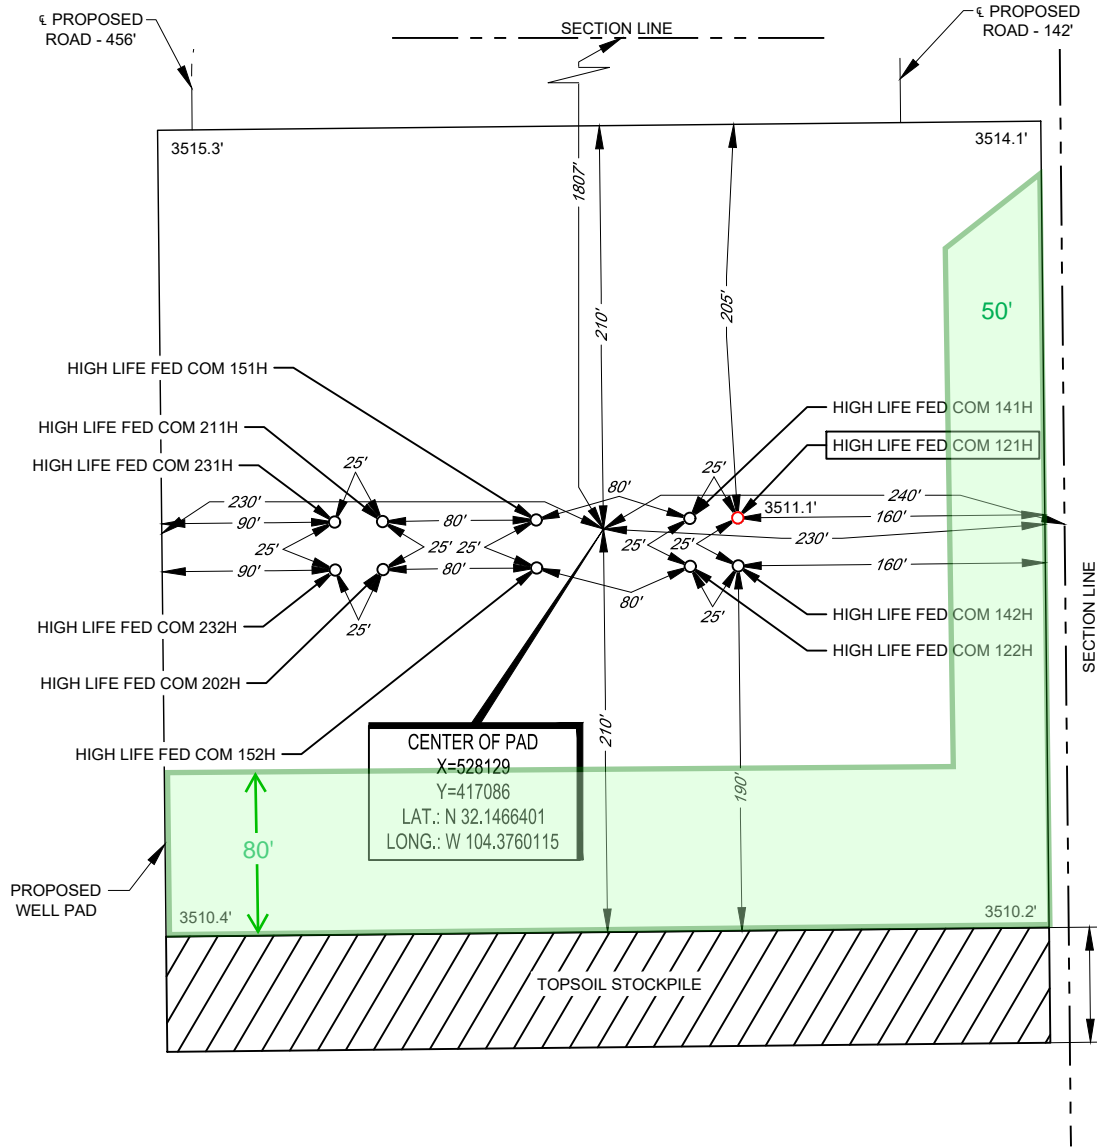 ℄ PROPOSED
ROAD - 456'
SECTION LINE
℄ PROPOSED
ROAD - 142'
3515.3'
3514.1'
1807'
210'
205'
50'
HIGH LIFE FED COM 151H
HIGH LIFE FED COM 211H
HIGH LIFE FED COM 231H
HIGH LIFE FED COM 141H
HIGH LIFE FED COM 121H
25'
25'
80'
230'
240'
90'
80'
3511.1'
160'
230'
25'
25'
25'
25'
25'
90'
80'
160'
25'
80'
25'
HIGH LIFE FED COM 232H
HIGH LIFE FED COM 142H
HIGH LIFE FED COM 202H
HIGH LIFE FED COM 122H
HIGH LIFE FED COM 152H
SECTION LINE
210'
190'
CENTER OF PAD
X=528129
Y=417086
LAT.: N 32.1466401
LONG.: W 104.3760115
80'
PROPOSED
WELL PAD
3510.4'
3510.2'
TOPSOIL STOCKPILE